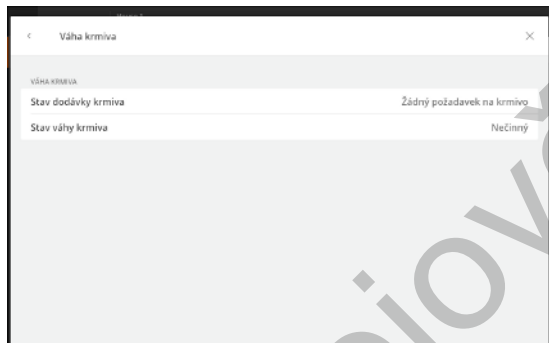 Váha krmiva
VÁHA KRMIVA
Stav dodávky krmiva Žádný požadavek na krmivo
Stav váhy krmiva Nečinný